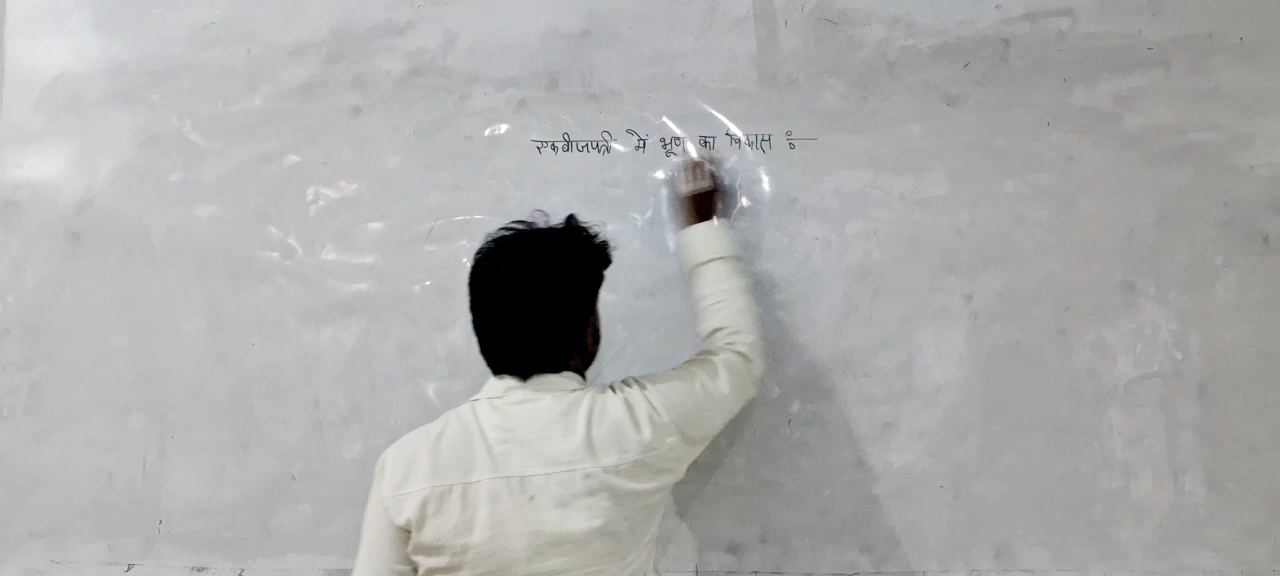 एकबीजपत्री में भूण का विकास :-